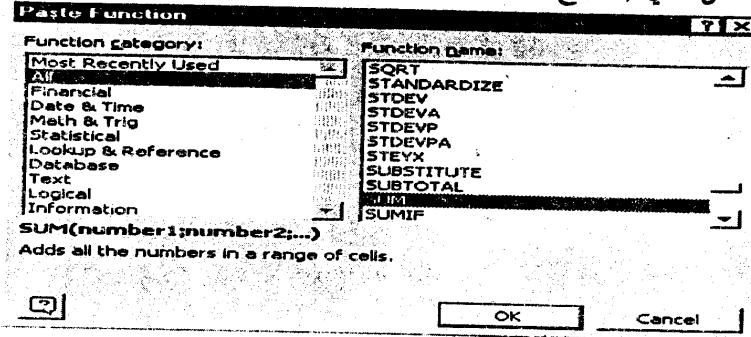 Paste Function
Function category:
Most Recently Used
All
Financial
Date & Time
Math & Trig
Statistical
Lookup & Reference
Database
Text
Logical
Information
Function name:
SQRT
STANDARDIZE
STDEV
STDEVA
STDEVP
STDEVPA
STEYX
SUBSTITUTE
SUBTOTAL
SUM
SUMIF
SUM(number1;number2;...)
Adds all the numbers in a range of cells.
OK
Cancel